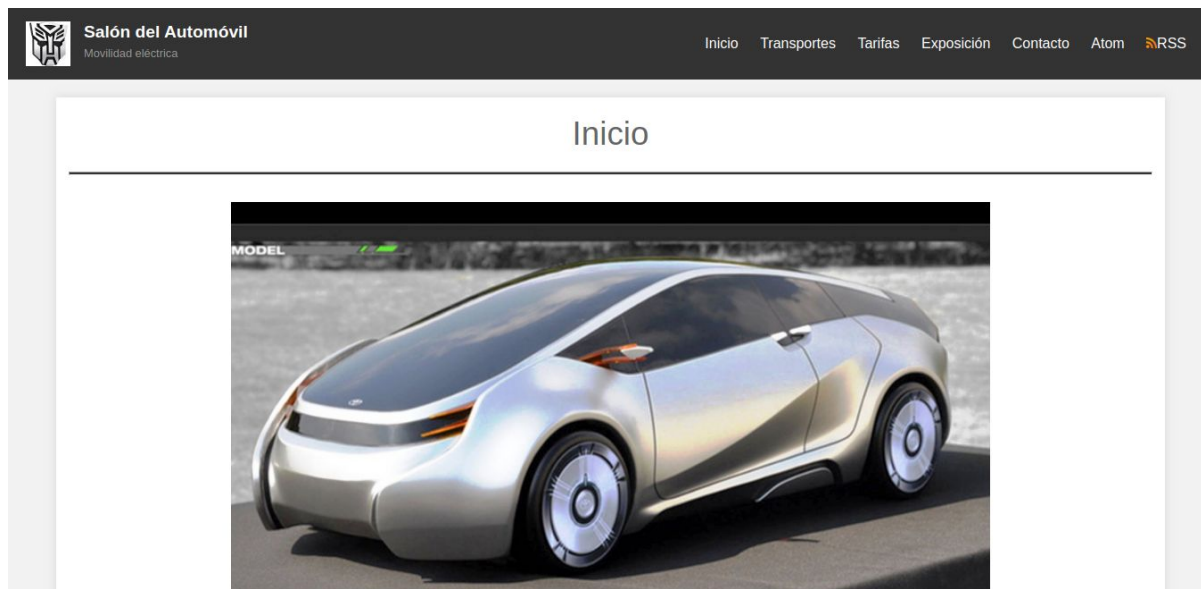 Salón del Automóvil
Movilidad eléctrica
Inicio Transportes Tarifas Exposición Contacto Atom RSS
Inicio
MODEL